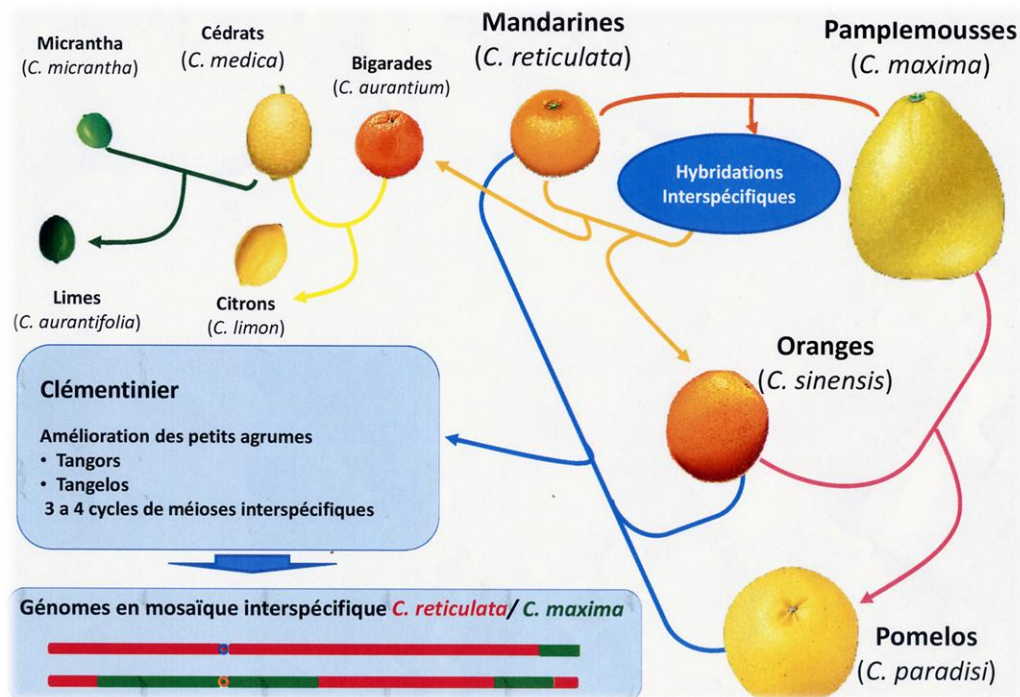 Micrantha
(C. micrantha)
Cédrats
(C. medica)
Bigarades
(C. aurantium)
Mandarines
(C. reticulata)
Pamplemousses
(C. maxima)
Hybridations
Interspécifiques
Limes
(C. aurantifolia)
Citrons
(C. limon)
Oranges
(C. sinensis)
Clémentinier
Amélioration des petits agrumes
• Tangors
• Tangelos
3 a 4 cycles de méioses interspécifiques
Génomes en mosaïque interspécifique C. reticulata/ C. maxima
Pomelos
(C. paradisi)